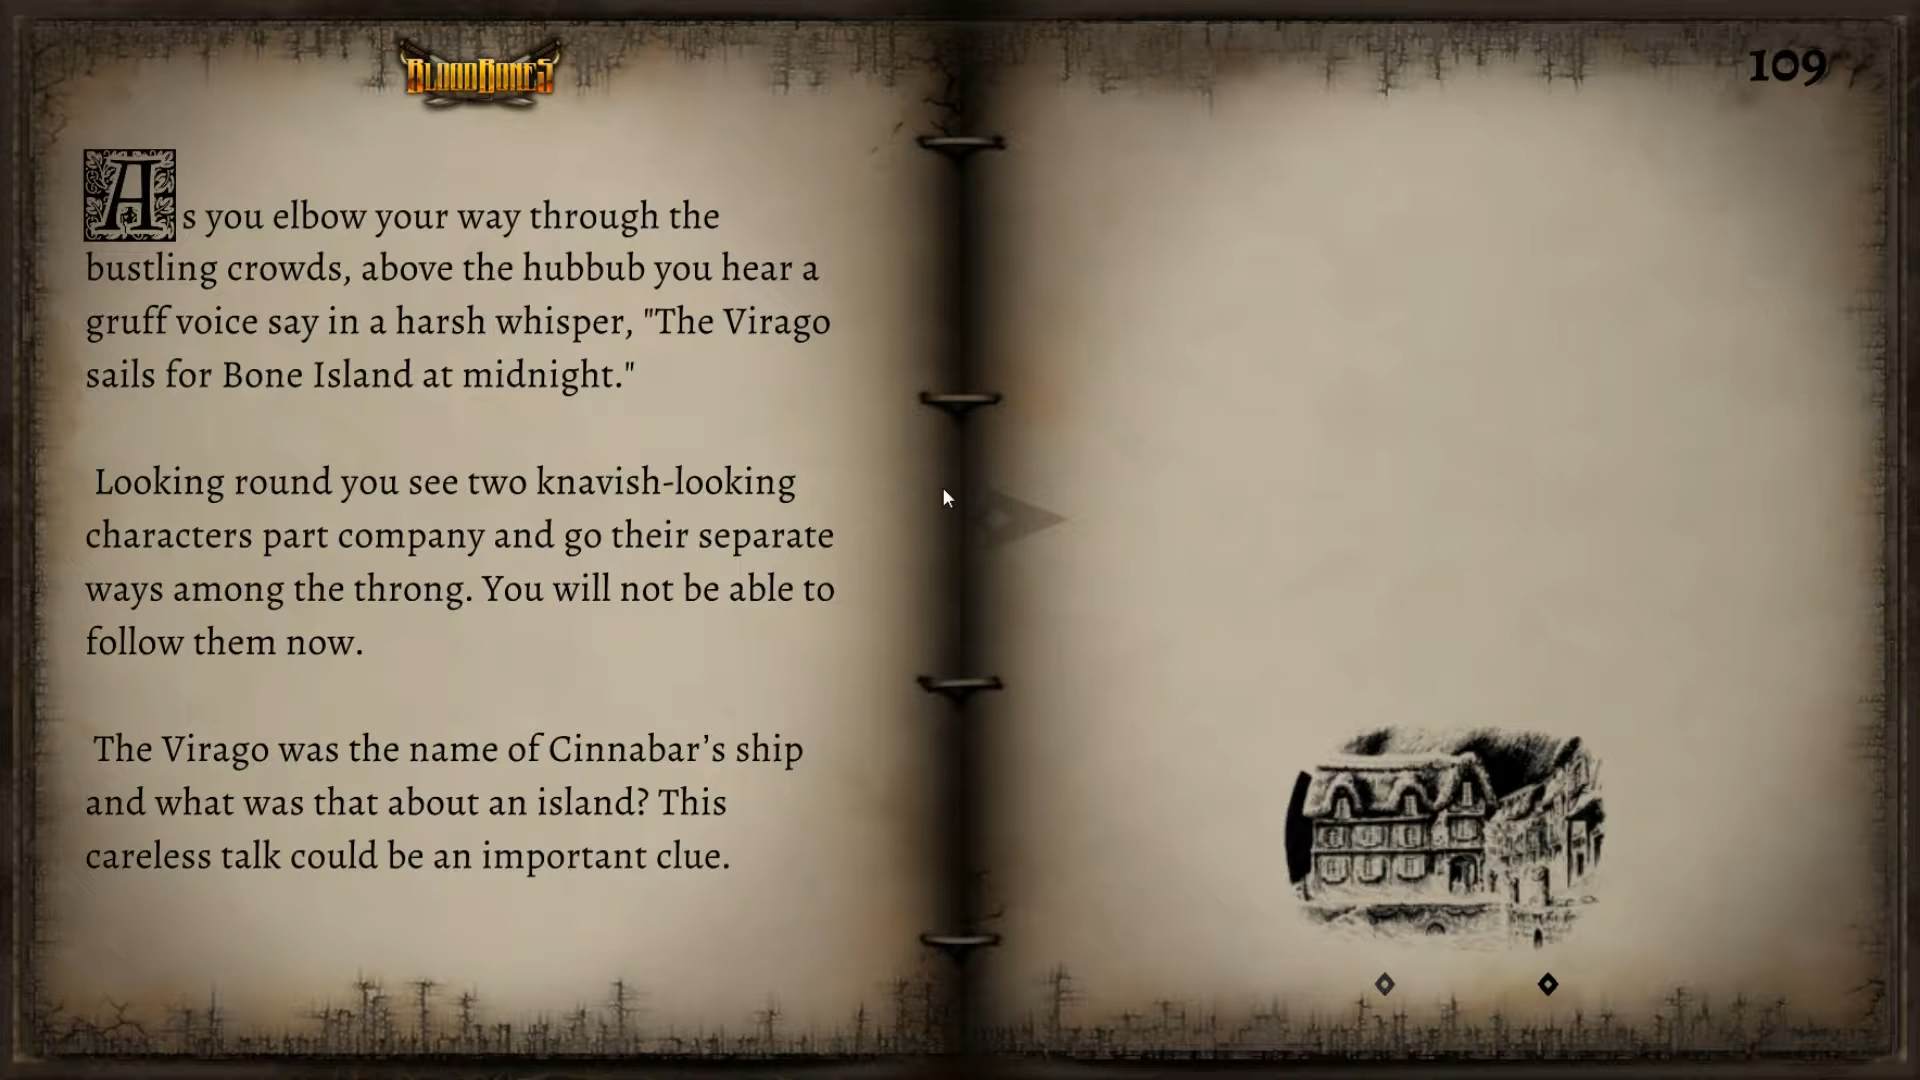 BLOODBONES
109
As you elbow your way through the
bustling crowds, above the hubbub you hear a
gruff voice say in a harsh whisper, "The Virago
sails for Bone Island at midnight."
Looking round you see two knavish-looking
characters part company and go their separate
ways among the throng. You will not be able to
follow them now.
The Virago was the name of Cinnabar’s ship
and what was that about an island? This
careless talk could be an important clue.